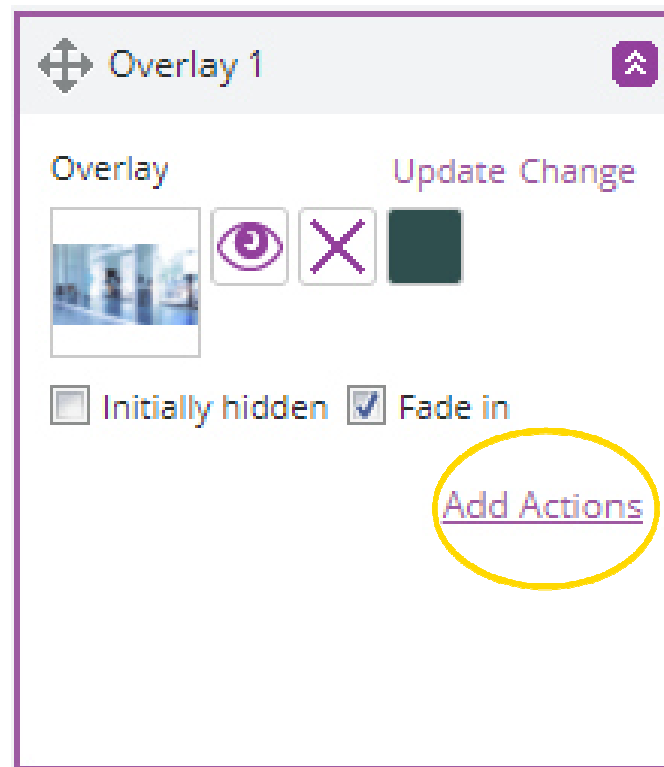 Overlay 1
Overlay Update Change
Initially hidden Fade in
Add Actions